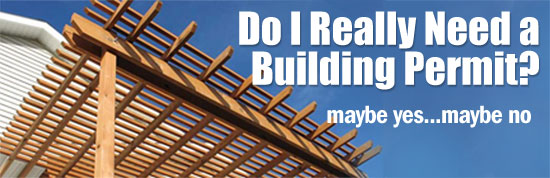 Do I Really Need a
Building Permit?
maybe yes...maybe no